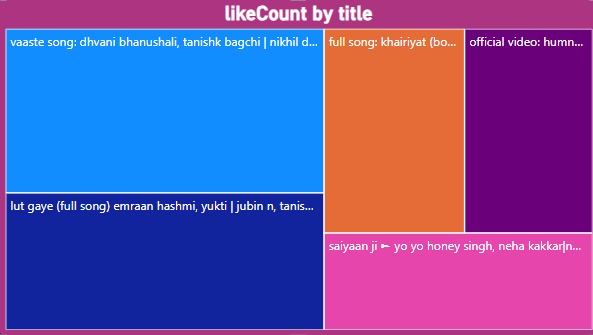 likeCount by title
vaaste song: dhvani bhanushali, tanishk bagchi | nikhil d...
full song: khairiyat (bo...
official video: humn...
lut gaye (full song) emraan hashmi, yukti | jubin n, tanis...
saiyaan ji ► yo yo honey singh, neha kakkar|n...